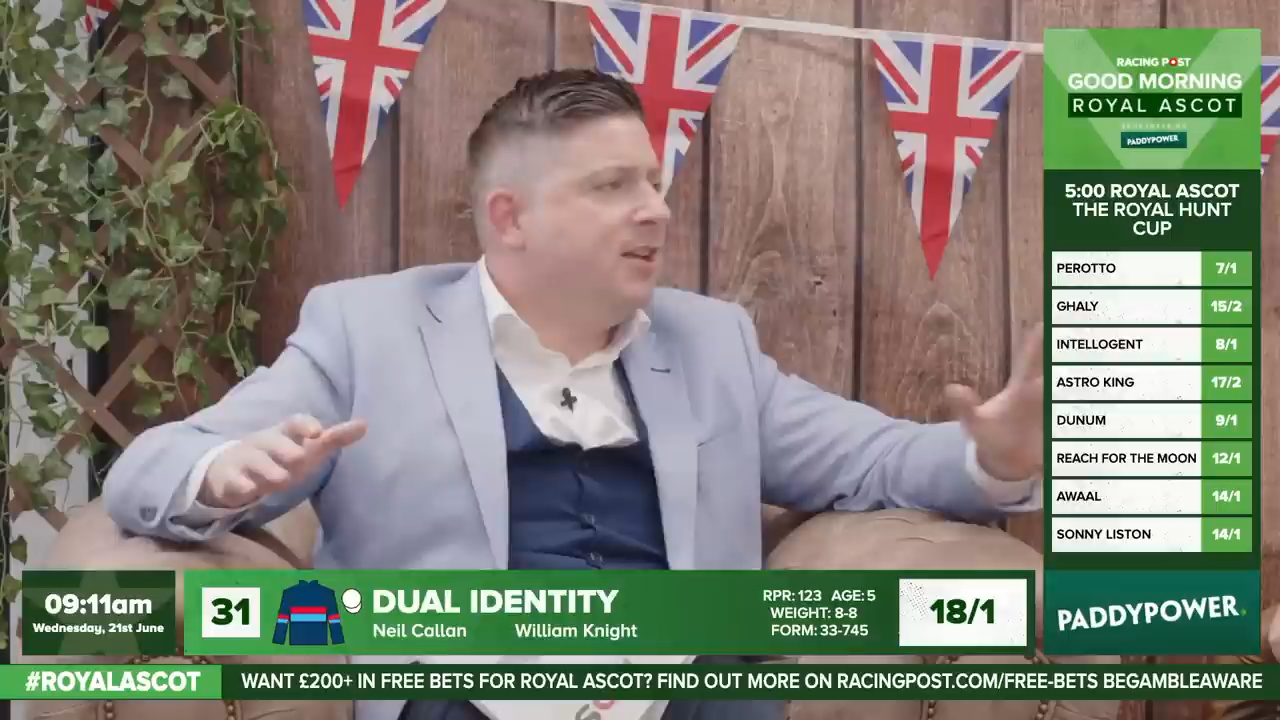 RACING POST
GOOD MORNING
ROYAL ASCOT
PADDYPOWER
5:00 ROYAL ASCOT
THE ROYAL HUNT
CUP
PEROTTO 7/1
GHALY 15/2
INTELLOGENT 8/1
ASTRO KING 17/2
DUNUM 9/1
REACH FOR THE MOON 12/1
AWAAL 14/1
SONNY LISTON 14/1
PADDYPOWER.
09:11am
Wednesday, 21st June
31
DUAL IDENTITY
Neil Callan William Knight
RPR: 123 AGE: 5
WEIGHT: 8-8
FORM: 33-745
18/1
#ROYALASCOT
WANT £200+ IN FREE BETS FOR ROYAL ASCOT? FIND OUT MORE ON RACINGPOST.COM/FREE-BETS BEGAMBLEAWARE